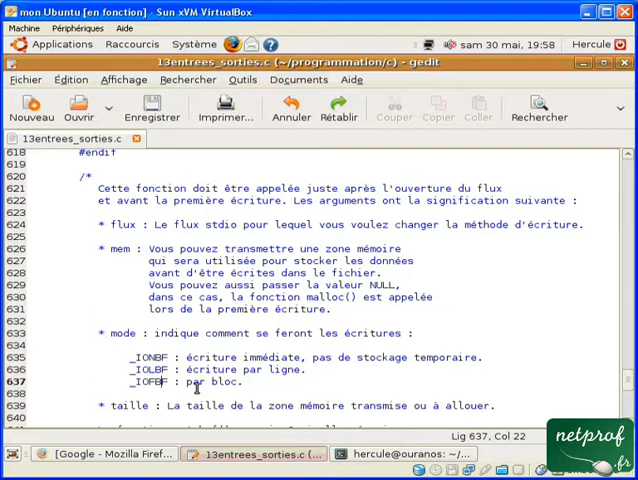 mon Ubuntu [en fonction] - Sun xVM VirtualBox
Machine Périphériques Aide
Applications Raccourcis Système sam 30 mai, 19:58 Hercule
13entrees_sorties.c (~/programmation/c) - gedit
Fichier Édition Affichage Rechercher Outils Documents Aide
Nouveau Ouvrir Enregistrer Imprimer... Annuler Rétablir Couper Copier Coller Rechercher
13entrees_sorties.c
618 #endif
619
620 /*
621 Cette fonction doit être appelée juste après l'ouverture du flux
622 et avant la première écriture. Les arguments ont la signification suivante :
623
624 * flux : Le flux stdio pour lequel vous voulez changer la méthode d'écriture.
625
626 * mem : Vous pouvez transmettre une zone mémoire
627 qui sera utilisée pour stocker les données
628 avant d'être écrites dans le fichier.
629 Vous pouvez aussi passer la valeur NULL,
630 dans ce cas, la fonction malloc() est appelée
631 lors de la première écriture.
632
633 * mode : indique comment se feront les écritures :
634
635 _IONBF : écriture immédiate, pas de stockage temporaire.
636 _IOLBF : écriture par ligne.
637 _IOFBF : par bloc.
638
639 * taille : La taille de la zone mémoire transmise ou à allouer.
640
Lig 637, Col 22
[Google - Mozilla Firef... 13entrees_sorties.c (... hercule@ouranos: ~/...
netprof
.fr